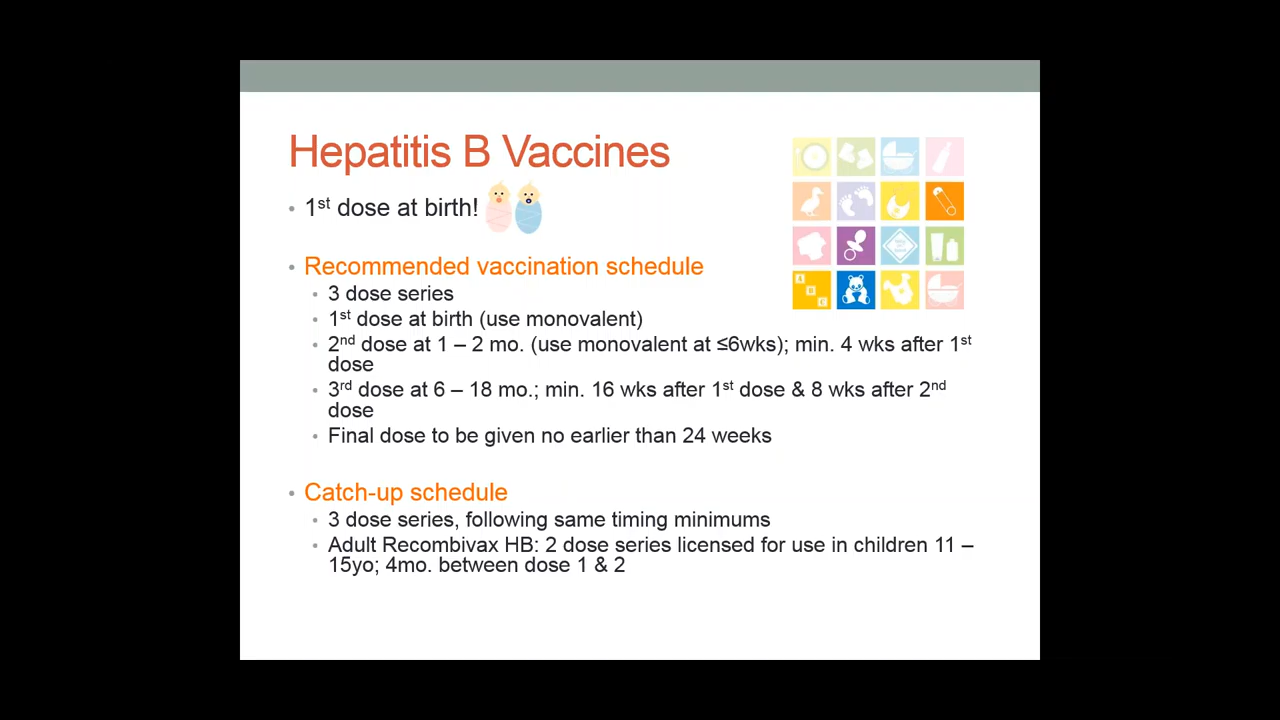 Hepatitis B Vaccines
• 1st dose at birth!
• Recommended vaccination schedule
• 3 dose series
• 1st dose at birth (use monovalent)
• 2nd dose at 1 – 2 mo. (use monovalent at ≤6wks); min. 4 wks after 1st
dose
• 3rd dose at 6 – 18 mo.; min. 16 wks after 1st dose & 8 wks after 2nd
dose
• Final dose to be given no earlier than 24 weeks
• Catch-up schedule
• 3 dose series, following same timing minimums
• Adult Recombivax HB: 2 dose series licensed for use in children 11 –
15yo; 4mo. between dose 1 & 2
A
B
C